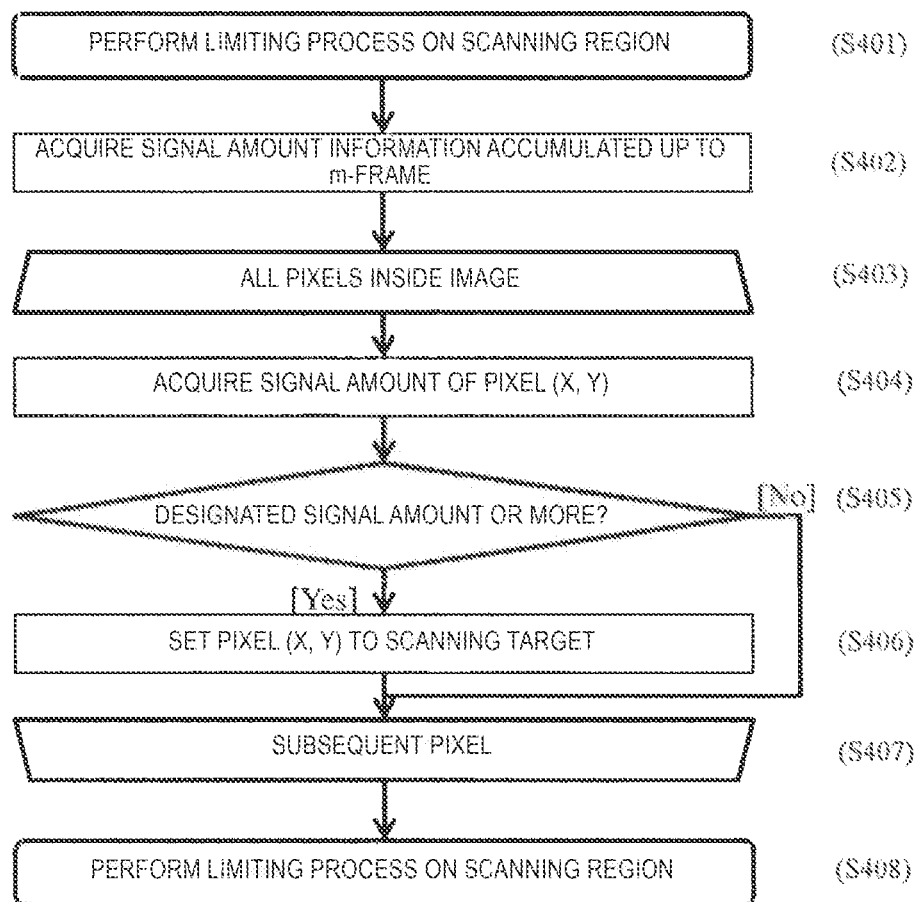 PERFORM LIMITING PROCESS ON SCANNING REGION (S401)
ACQUIRE SIGNAL AMOUNT INFORMATION ACCUMULATED UP TO
m-FRAME (S402)
ALL PIXELS INSIDE IMAGE (S403)
ACQUIRE SIGNAL AMOUNT OF PIXEL (X, Y) (S404)
DESIGNATED SIGNAL AMOUNT OR MORE? [No] (S405)
[Yes]
SET PIXEL (X, Y) TO SCANNING TARGET (S406)
SUBSEQUENT PIXEL (S407)
PERFORM LIMITING PROCESS ON SCANNING REGION (S408)